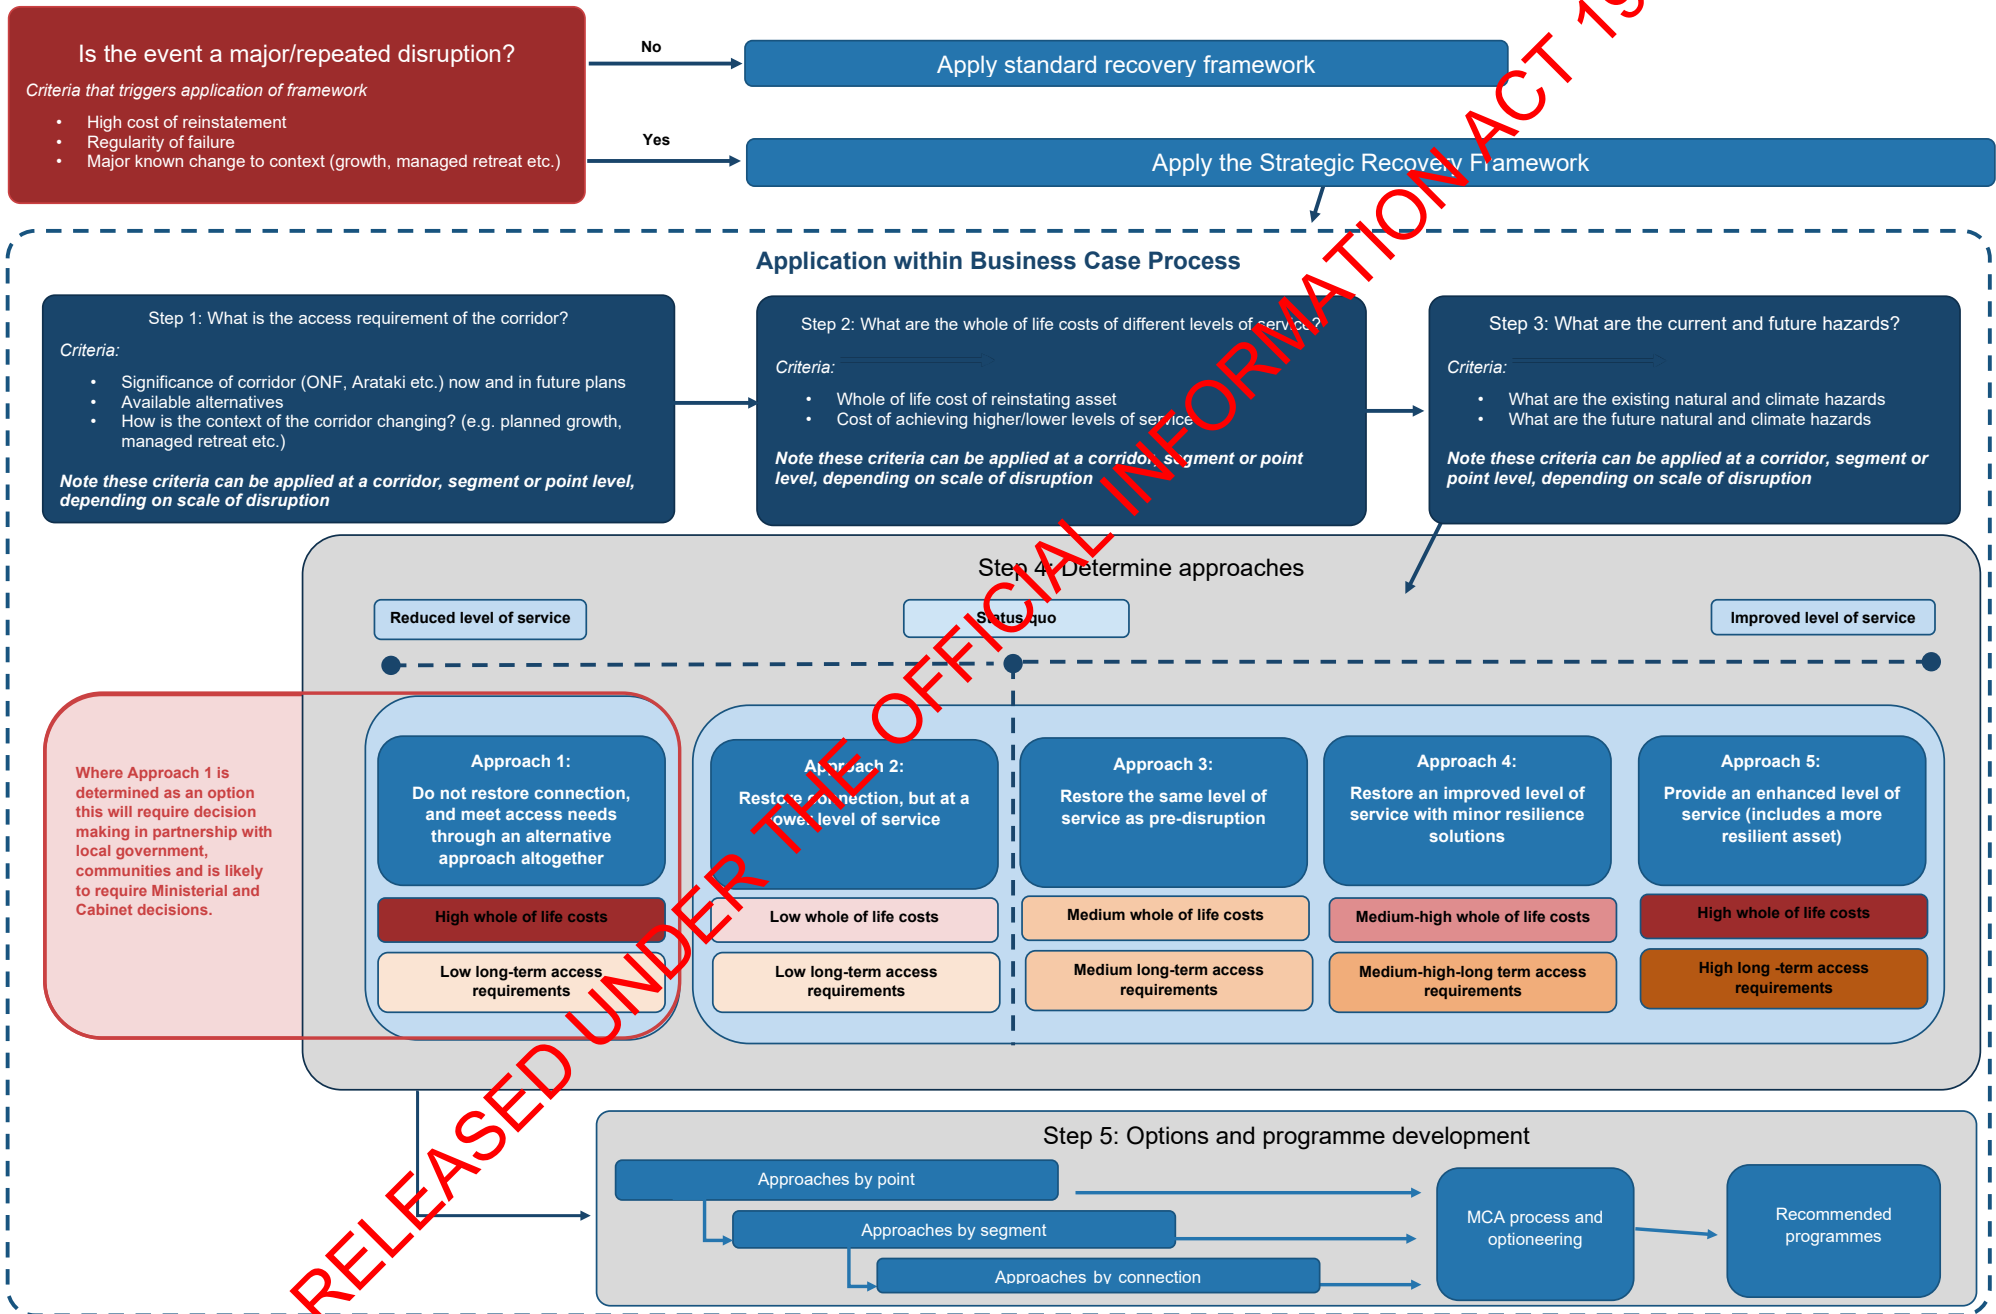 Is the event a major/repeated disruption?
Criteria that triggers application of framework
• High cost of reinstatement
• Regularity of failure
• Major known change to context (growth, managed retreat etc.)
No
Apply standard recovery framework
Yes
Apply the Strategic Recovery Framework
Application within Business Case Process
Step 1: What is the access requirement of the corridor?
Criteria:
• Significance of corridor (ONF, Arataki etc.) now and in future plans
• Available alternatives
• How is the context of the corridor changing? (e.g. planned growth,
managed retreat etc.)
Note these criteria can be applied at a corridor, segment or point level,
depending on scale of disruption
Step 2: What are the whole of life costs of different levels of service?
Criteria:
• Whole of life cost of reinstating asset
• Cost of achieving higher/lower levels of service
Note these criteria can be applied at a corridor, segment or point
level, depending on scale of disruption
Step 3: What are the current and future hazards?
Criteria:
• What are the existing natural and climate hazards
• What are the future natural and climate hazards
Note these criteria can be applied at a corridor, segment or
point level, depending on scale of disruption
Step 4: Determine approaches
Reduced level of service
Status quo
Improved level of service
Where Approach 1 is
determined as an option
this will require decision
making in partnership with
local government,
communities and is likely
to require Ministerial and
Cabinet decisions.
Approach 1:
Do not restore connection,
and meet access needs
through an alternative
approach altogether
High whole of life costs
Low long-term access
requirements
Approach 2:
Restore connection, but at a
lower level of service
Low whole of life costs
Low long-term access
requirements
Approach 3:
Restore the same level of
service as pre-disruption
Medium whole of life costs
Medium long-term access
requirements
Approach 4:
Restore an improved level of
service with minor resilience
solutions
Medium-high whole of life costs
Medium-high-long term access
requirements
Approach 5:
Provide an enhanced level of
service (includes a more
resilient asset)
High whole of life costs
High long -term access
requirements
Step 5: Options and programme development
Approaches by point
Approaches by segment
Approaches by connection
MCA process and
optioneering
Recommended
programmes
RELEASED UNDER THE OFFICIAL INFORMATION ACT